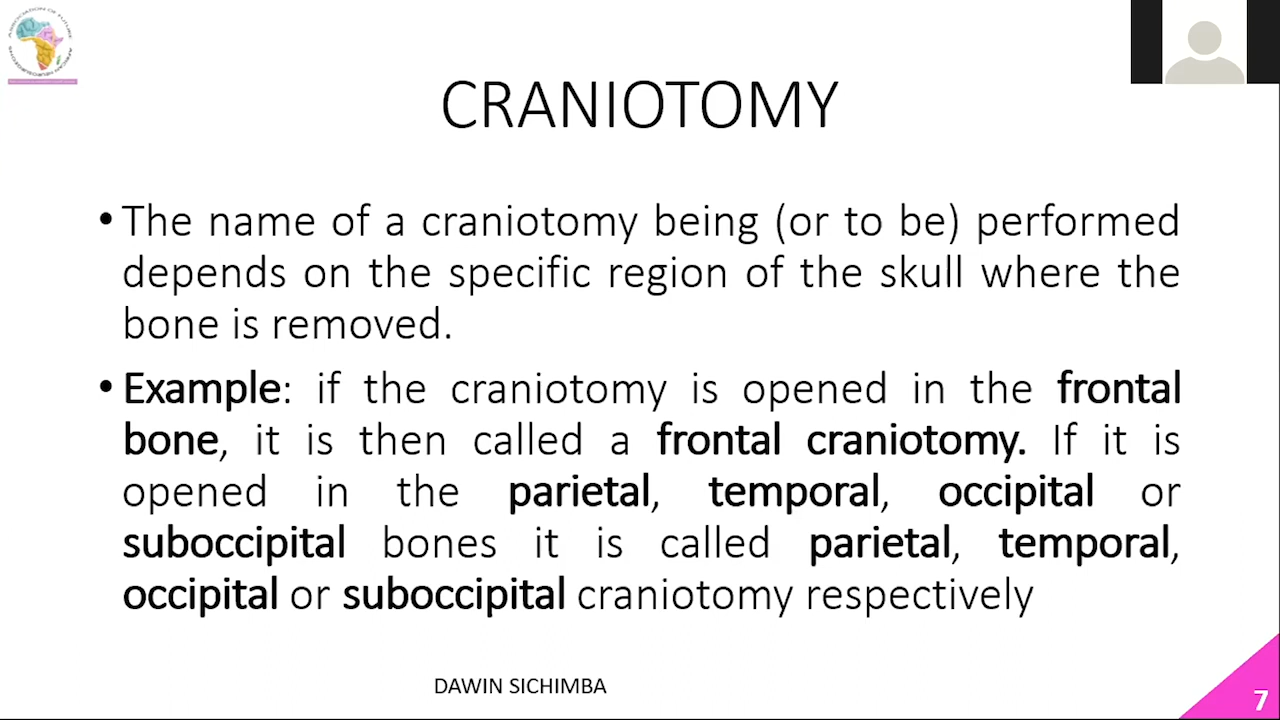 CRANIOTOMY
• The name of a craniotomy being (or to be) performed
depends on the specific region of the skull where the
bone is removed.
• Example: if the craniotomy is opened in the frontal
bone, it is then called a frontal craniotomy. If it is
opened in the parietal, temporal, occipital or
suboccipital bones it is called parietal, temporal,
occipital or suboccipital craniotomy respectively
DAWIN SICHIMBA
7